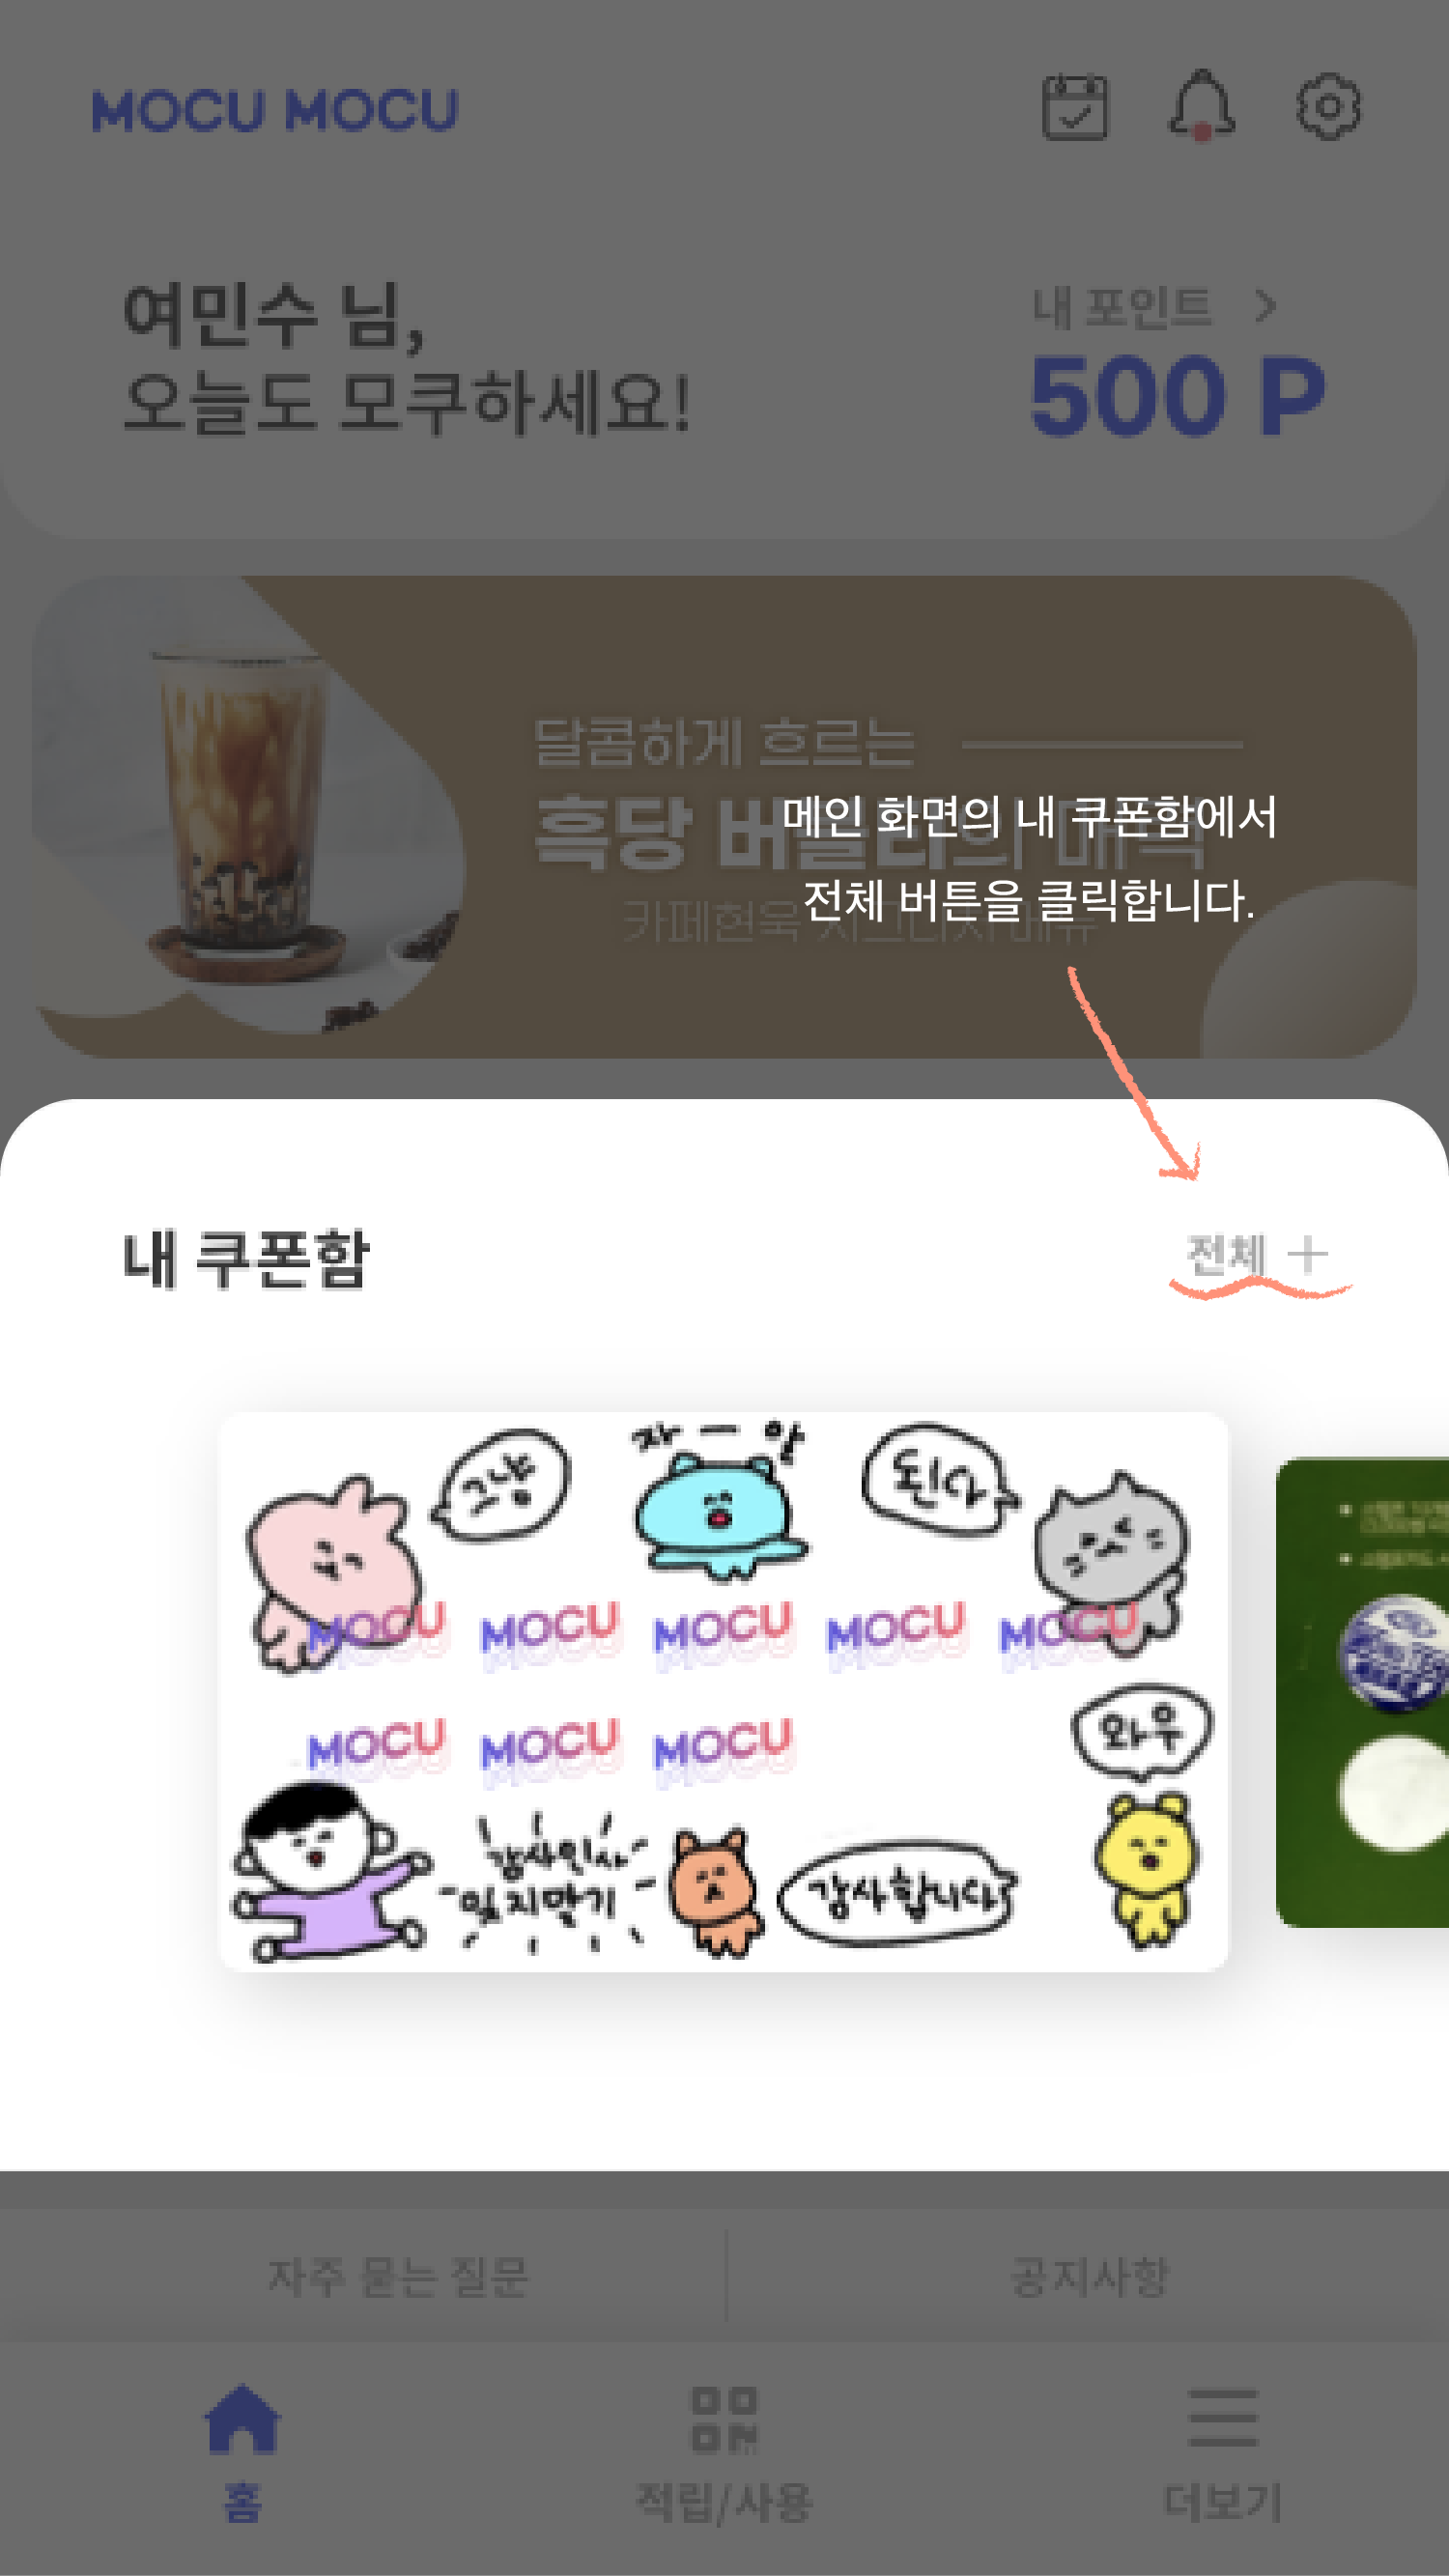 MOCU MOCU
여민수 님,
오늘도 모쿠하세요!
내 포인트
500 P
달콤하게 흐르는
흑당 버블티의 매력
메인 화면의 내 쿠폰함에서
전체 버튼을 클릭합니다.
카페현욱 시그니처 메뉴
내 쿠폰함
전체 +
그냥
자 ー 악
된다
MOCU MOCU MOCU MOCU MOCU
MOCU MOCU MOCU
와우
감사인사
잊지말기
감사합니다
자주 묻는 질문
공지사항
홈
적립/사용
더보기